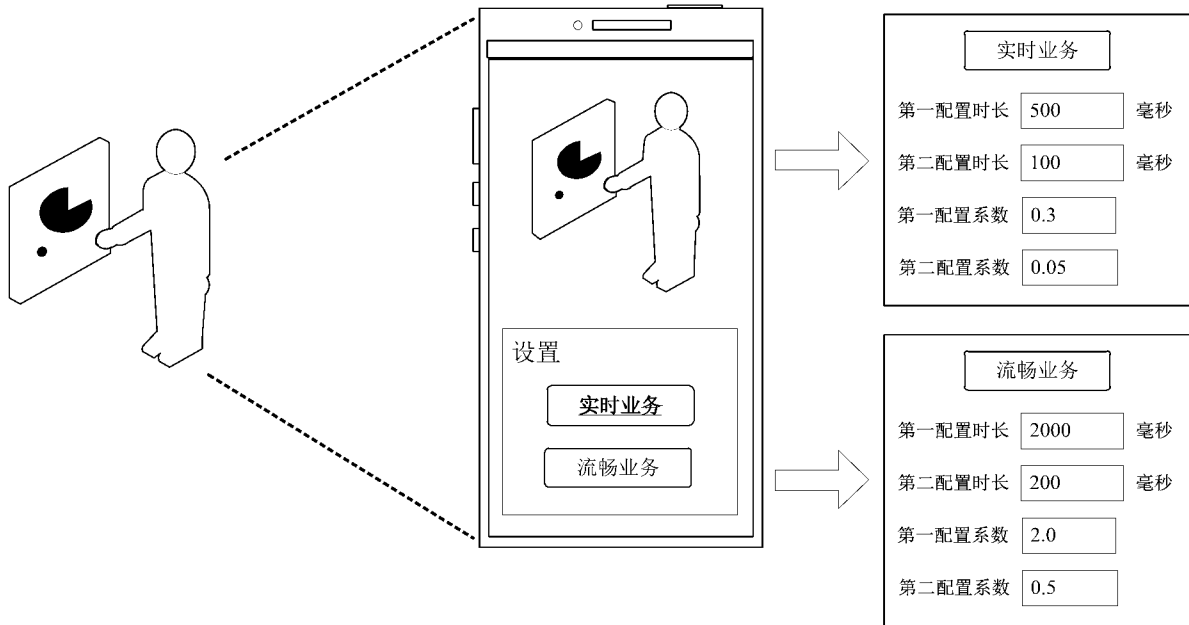 设置
实时业务
流畅业务
实时业务
第一配置时长 500 毫秒
第二配置时长 100 毫秒
第一配置系数 0.3
第二配置系数 0.05
流畅业务
第一配置时长 2000 毫秒
第二配置时长 200 毫秒
第一配置系数 2.0
第二配置系数 0.5